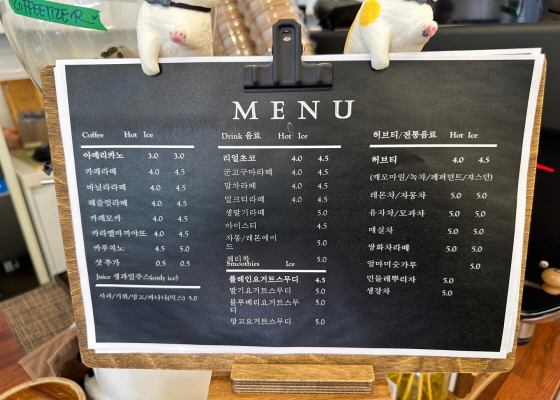 COFFEETIZER
MENU
Coffee Hot Ice
아메리카노 3.0 3.0
카페라떼 4.0 4.5
바닐라라떼 4.0 4.5
헤즐럿라떼 4.0 4.5
카페모카 4.0 4.5
카라멜마끼아또 4.0 4.5
카푸치노 4.5 5.0
샷 추가 0.5 0.5
Juice 생과일주스(only ice)
사과/키위/망고/바나나(믹스) 5.0
Drink 음료 Hot Ice
리얼초코 4.0 4.5
군고구마라떼 4.0 4.5
말차라떼 4.0 4.5
밀크티라떼 4.0 4.5
생딸기라떼 5.0
아이스티 4.5
자몽/레몬에이
드 5.0
체리콕 5.0
Smoothies Ice
플레인요거트스무디 4.5
딸기요거트스무디 5.0
블루베리요거트스무
디 5.0
망고요거트스무디 5.0
허브티/전통음료 Hot Ice
허브티 4.0 4.5
(캐모마일/녹차/페퍼민트/쟈스민)
레몬차/자몽차 5.0 5.0
유자차/모과차 5.0 5.0
매실차 5.0 5.0
쌍화차라떼 5.0 5.0
얼마미숫가루 5.0
민들레뿌리차 5.0
생강차 5.0